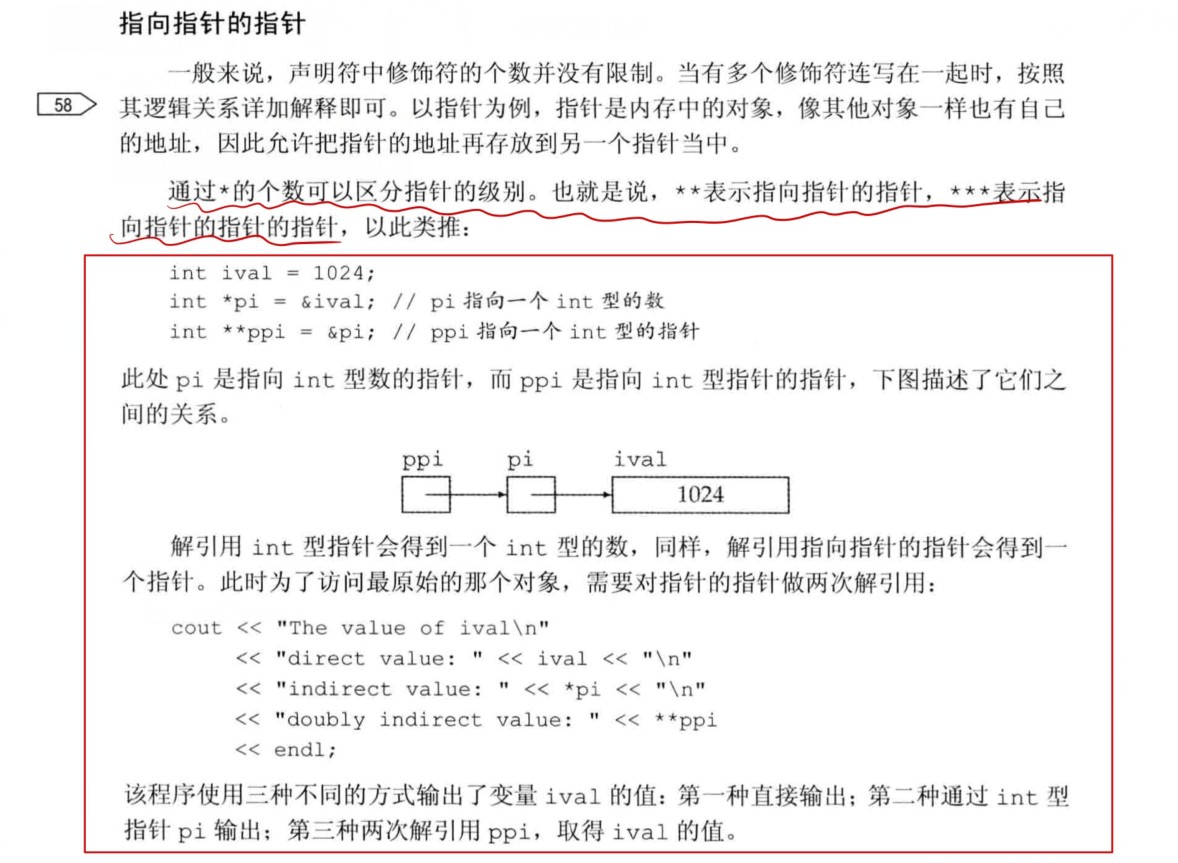 指向指针的指针
一般来说，声明符中修饰符的个数并没有限制。当有多个修饰符连写在一起时，按照
58
其逻辑关系详加解释即可。以指针为例，指针是内存中的对象，像其他对象一样也有自己
的地址，因此允许把指针的地址再存放到另一个指针当中。
通过*的个数可以区分指针的级别。也就是说，**表示指向指针的指针，***表示指
向指针的指针的指针，以此类推：
int ival = 1024;
int *pi = &ival; // pi 指向一个 int 型的数
int **ppi = &pi; // ppi 指向一个 int 型的指针
此处 pi 是指向 int 型数的指针，而 ppi 是指向 int 型指针的指针，下图描述了它们之
间的关系。
ppi pi ival
1024
解引用 int 型指针会得到一个 int 型的数，同样，解引用指向指针的指针会得到一
个指针。此时为了访问最原始的那个对象，需要对指针的指针做两次解引用：
cout << "The value of ival\n"
<< "direct value: " << ival << "\n"
<< "indirect value: " << *pi << "\n"
<< "doubly indirect value: " << **ppi
<< endl;
该程序使用三种不同的方式输出了变量 ival 的值：第一种直接输出；第二种通过 int 型
指针 pi 输出；第三种两次解引用 ppi，取得 ival 的值。